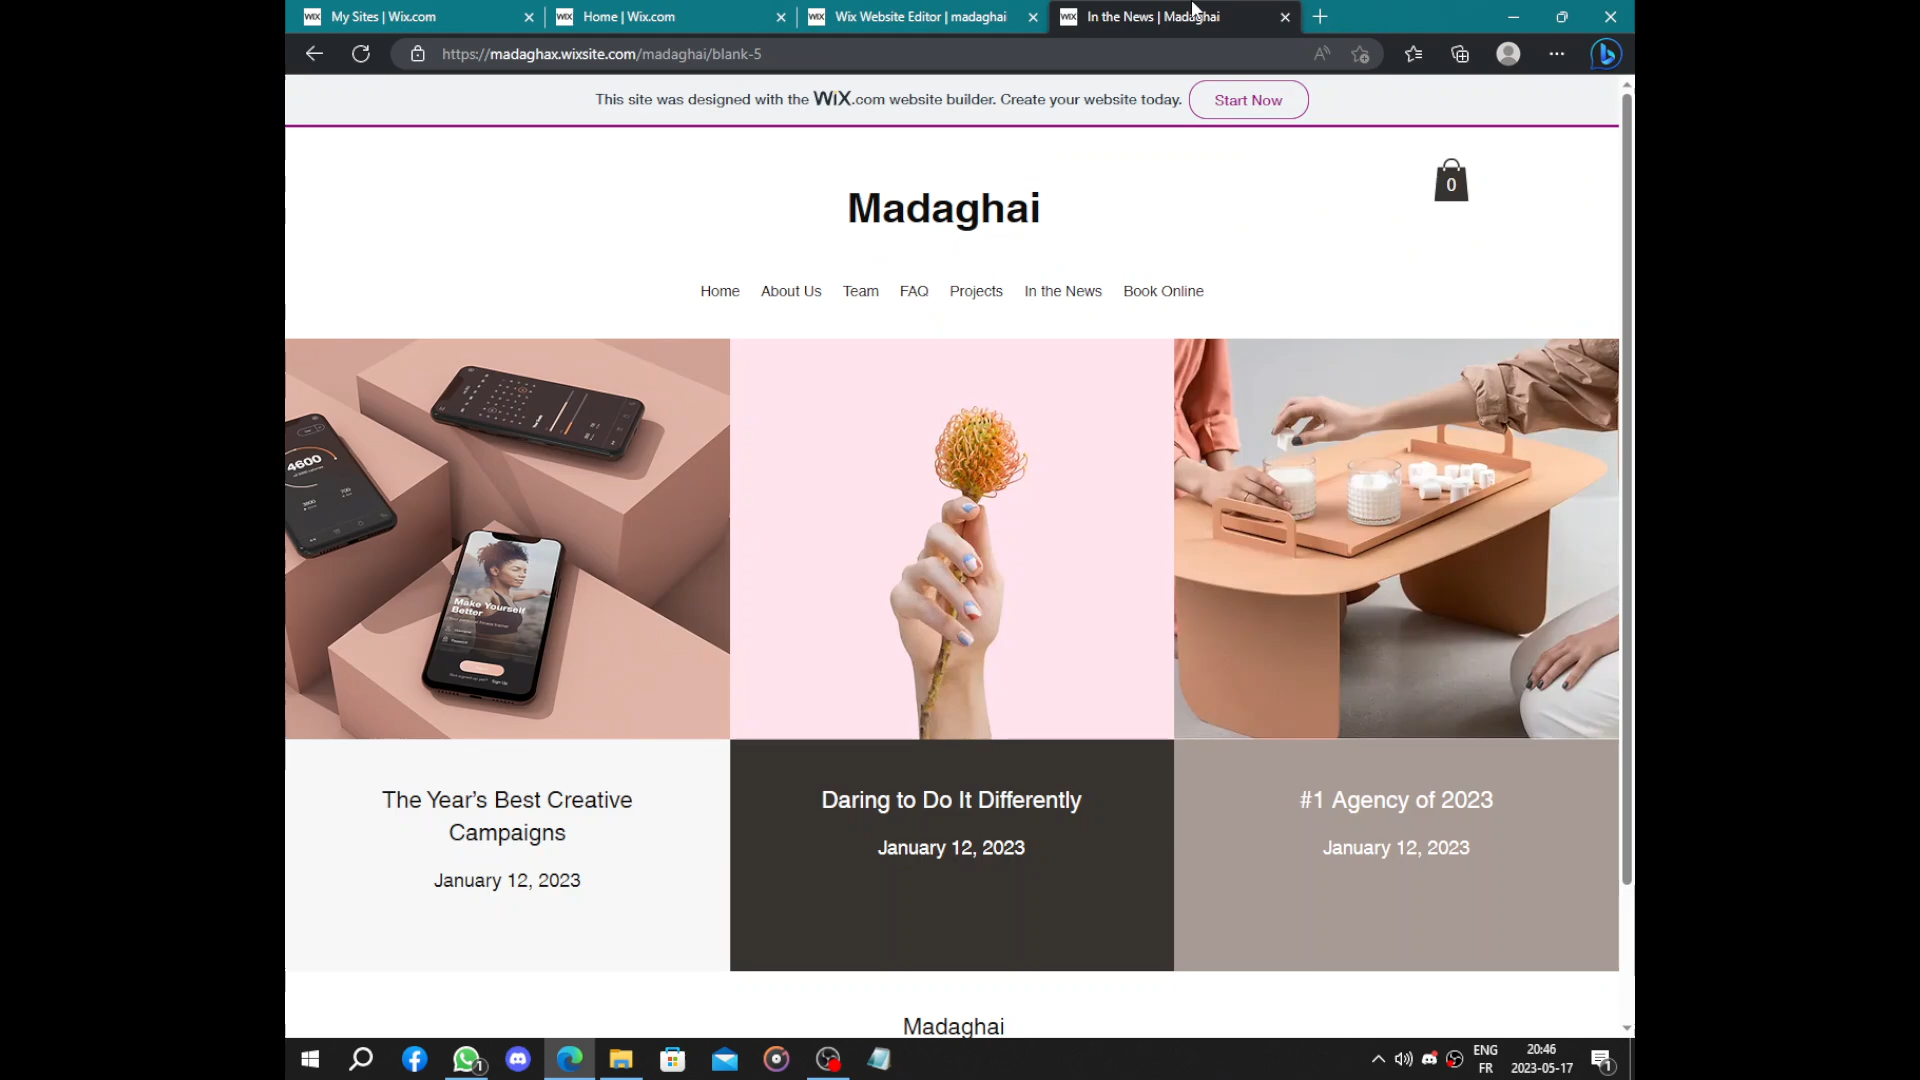 My Sites | Wix.com
Home | Wix.com
Wix Website Editor | madaghai
In the News | Madaghai
https://madaghax.wixsite.com/madaghai/blank-5
This site was designed with the WiX.com website builder. Create your website today.
Start Now
0
Madaghai
Home About Us Team FAQ Projects In the News Book Online
4600
Make Yourself
Better
The Year's Best Creative
Campaigns
January 12, 2023
Daring to Do It Differently
January 12, 2023
#1 Agency of 2023
January 12, 2023
Madaghai
1
ENG
FR
20:46
2023-05-17
1